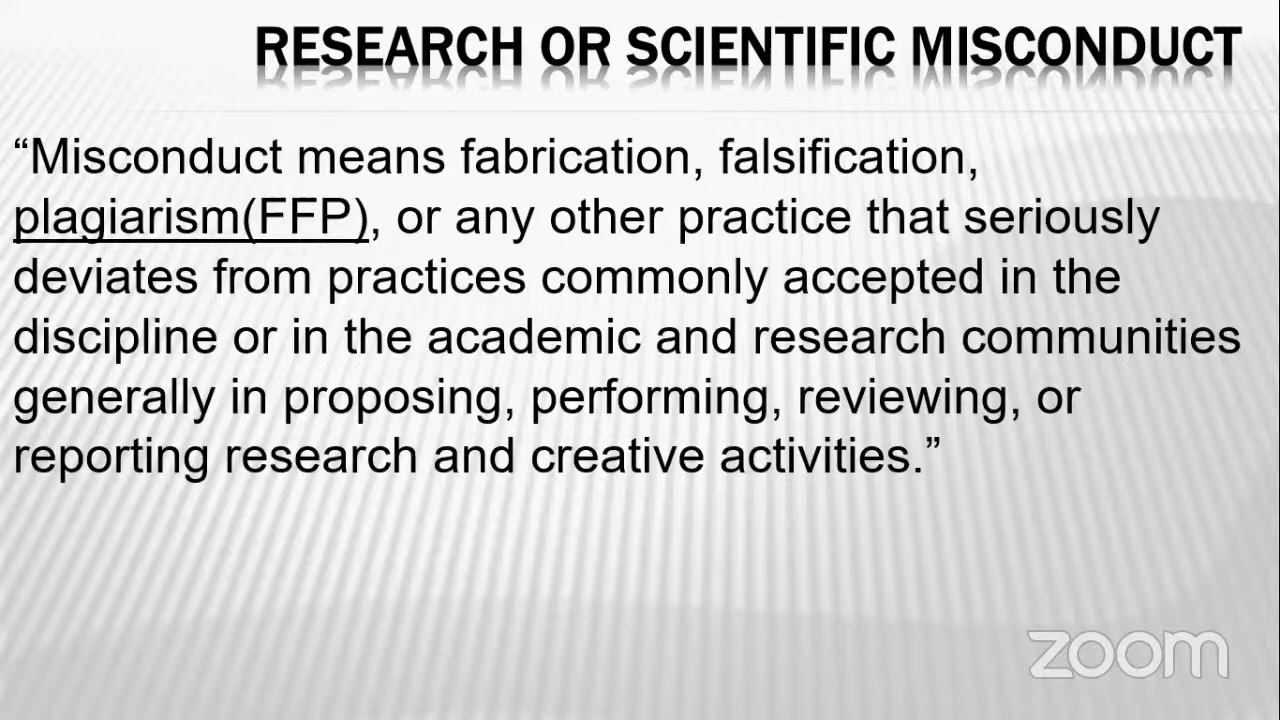 RESEARCH OR SCIENTIFIC MISCONDUCT
“Misconduct means fabrication, falsification,
plagiarism(FFP), or any other practice that seriously
deviates from practices commonly accepted in the
discipline or in the academic and research communities
generally in proposing, performing, reviewing, or
reporting research and creative activities.”
zoom